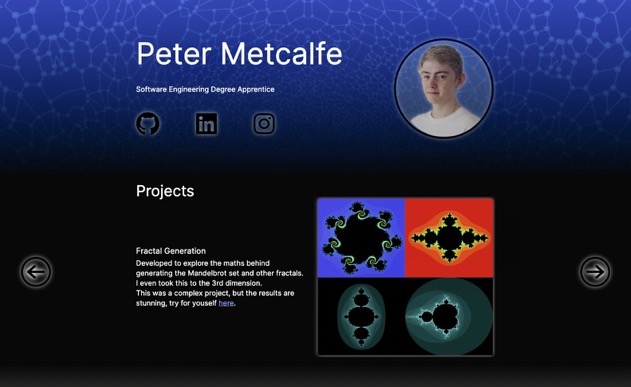 Peter Metcalfe
Software Engineering Degree Apprentice
Projects
Fractal Generation
Developed to explore the maths behind
generating the Mandelbrot set and other fractals.
I even took this to the 3rd dimension.
This was a complex project, but the results are
stunning, try for youself here.